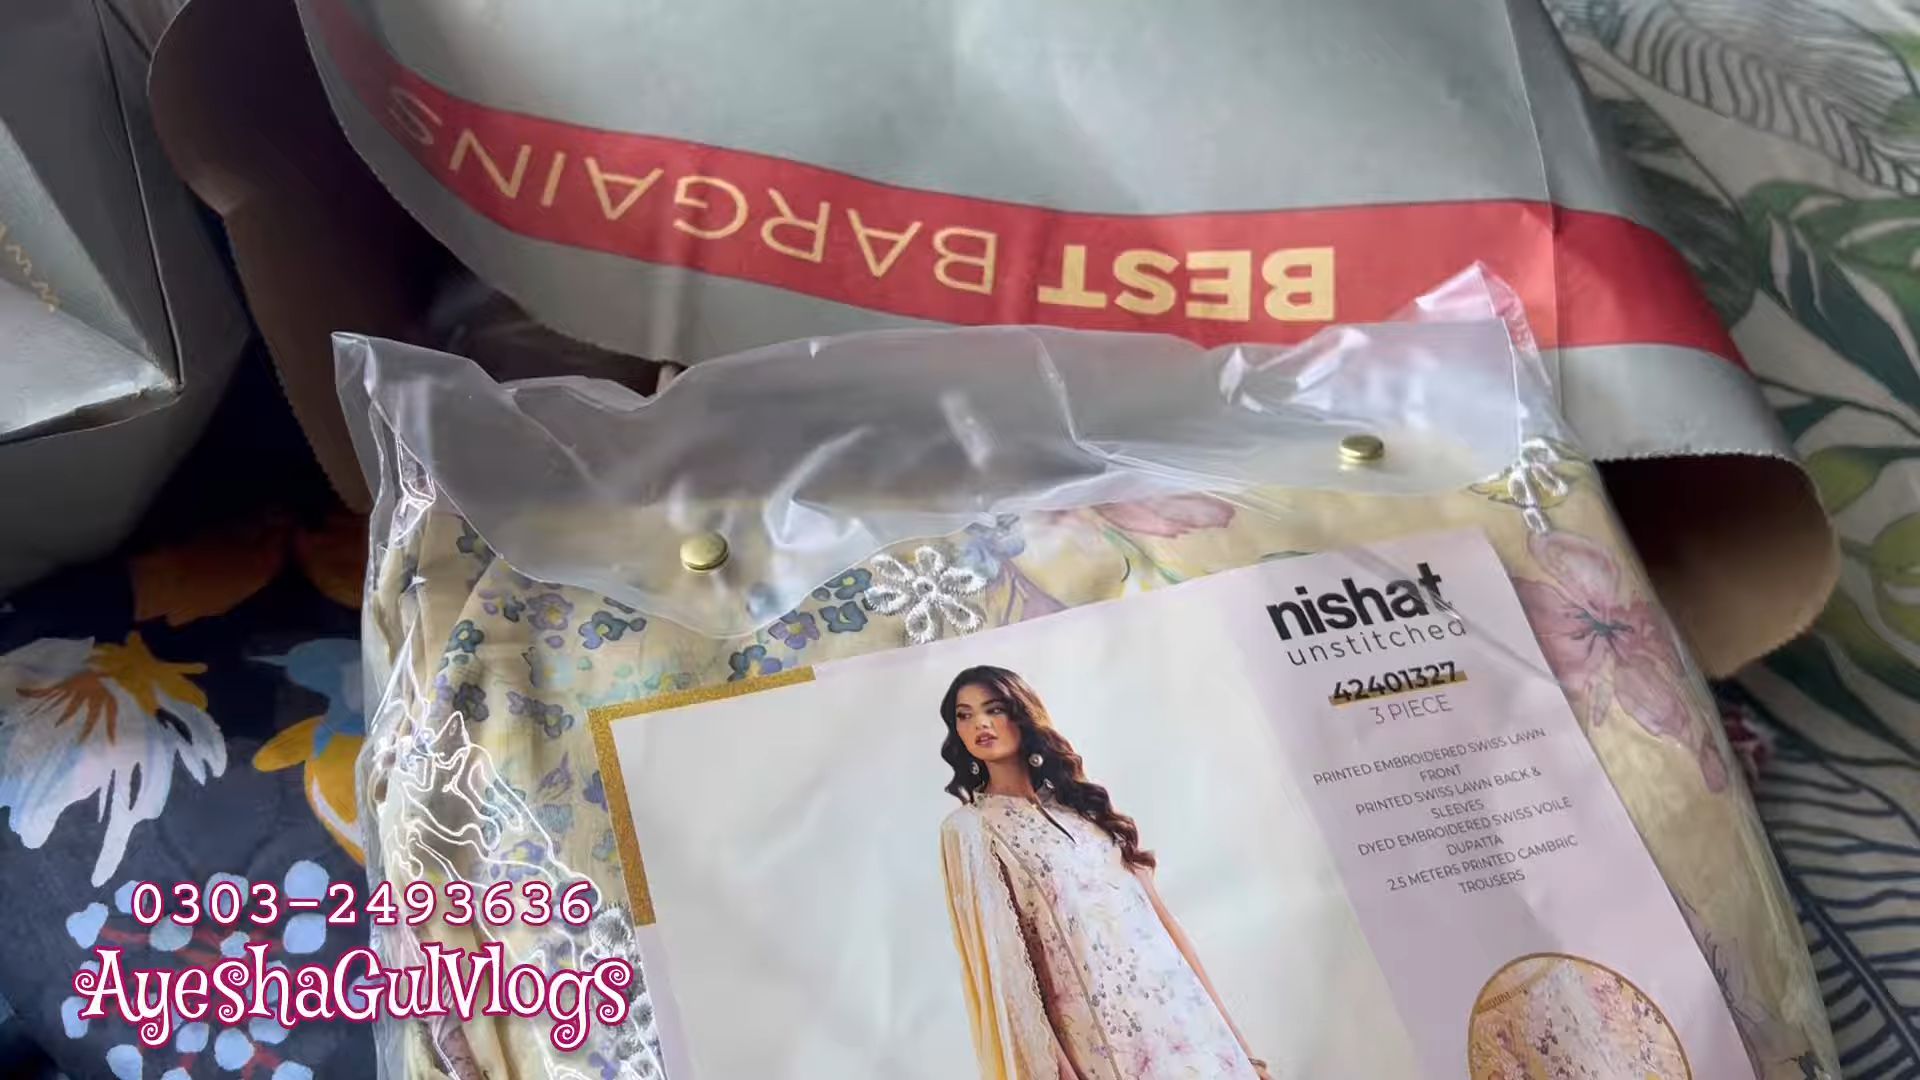 BEST BARGAINS
nishat
unstitched
42401327
3 PIECE
PRINTED EMBROIDERED SWISS LAWN
FRONT
PRINTED SWISS LAWN BACK &
SLEEVES
DYED EMBROIDERED SWISS VOILE
DUPATTA
2.5 METERS PRINTED CAMBRIC
TROUSERS
0303-2493636
AyeshaGulVlogs